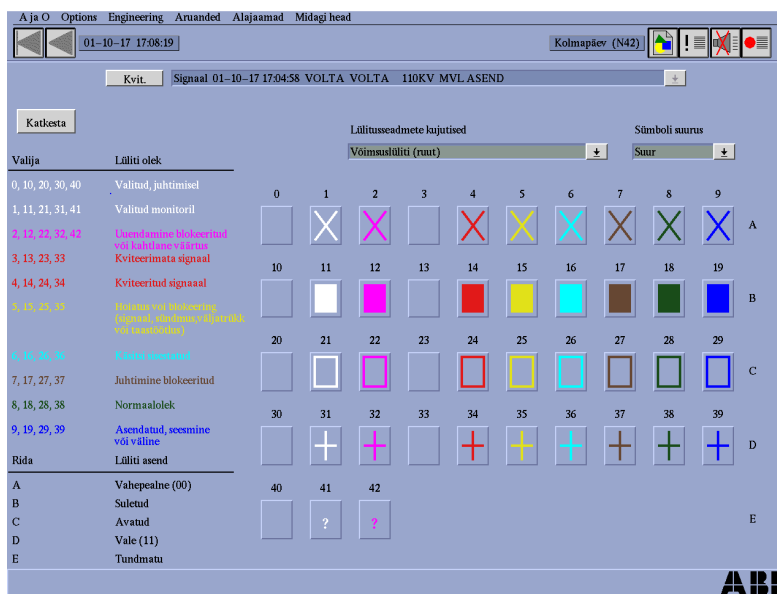 A ja O Options Engineering Aruanded Alajaamad Midagi head
01-10-17 17:08:19 Kolmapäev (N42)
Kvit. Signaal 01-10-17 17:04:58 VOLTA VOLTA 110KV MVL ASEND
Katkesta
Lülitusseadmete kujutised Sümboli suurus
Võimsuslüliti (ruut) Suur
Valija Lüliti olek
0, 10, 20, 30, 40 Valitud, juhtimisel
1, 11, 21, 31, 41 Valitud monitoril
2, 12, 22, 32, 42 Uuendamine blokeeritud
või kahtlane väärtus
3, 13, 23, 33 Kviteerimata signaal
4, 14, 24, 34 Kviteeritud signaaal
5, 15, 25, 35 Hoiatus voi blokeering
(signaal, sündmus,väljatrükk
või taastöötlus)
6, 16, 26, 36
7, 17, 27, 37 Juhtimine blokeeritud
8, 18, 28, 38 Normaalolek
9, 19, 29, 39 Asendatud, seesmine
või väline
Rida Lüliti asend
A Vahepealne (00)
B Suletud
C Avatud
D Vale (11)
E Tundmatu
0 1 2 3 4 5 6 7 8 9
A
10 11 12 13 14 15 16 17 18 19
B
20 21 22 23 24 25 26 27 28 29
C
30 31 32 33 34 35 36 37 38 39
D
40 41 42
? ? E
ABB